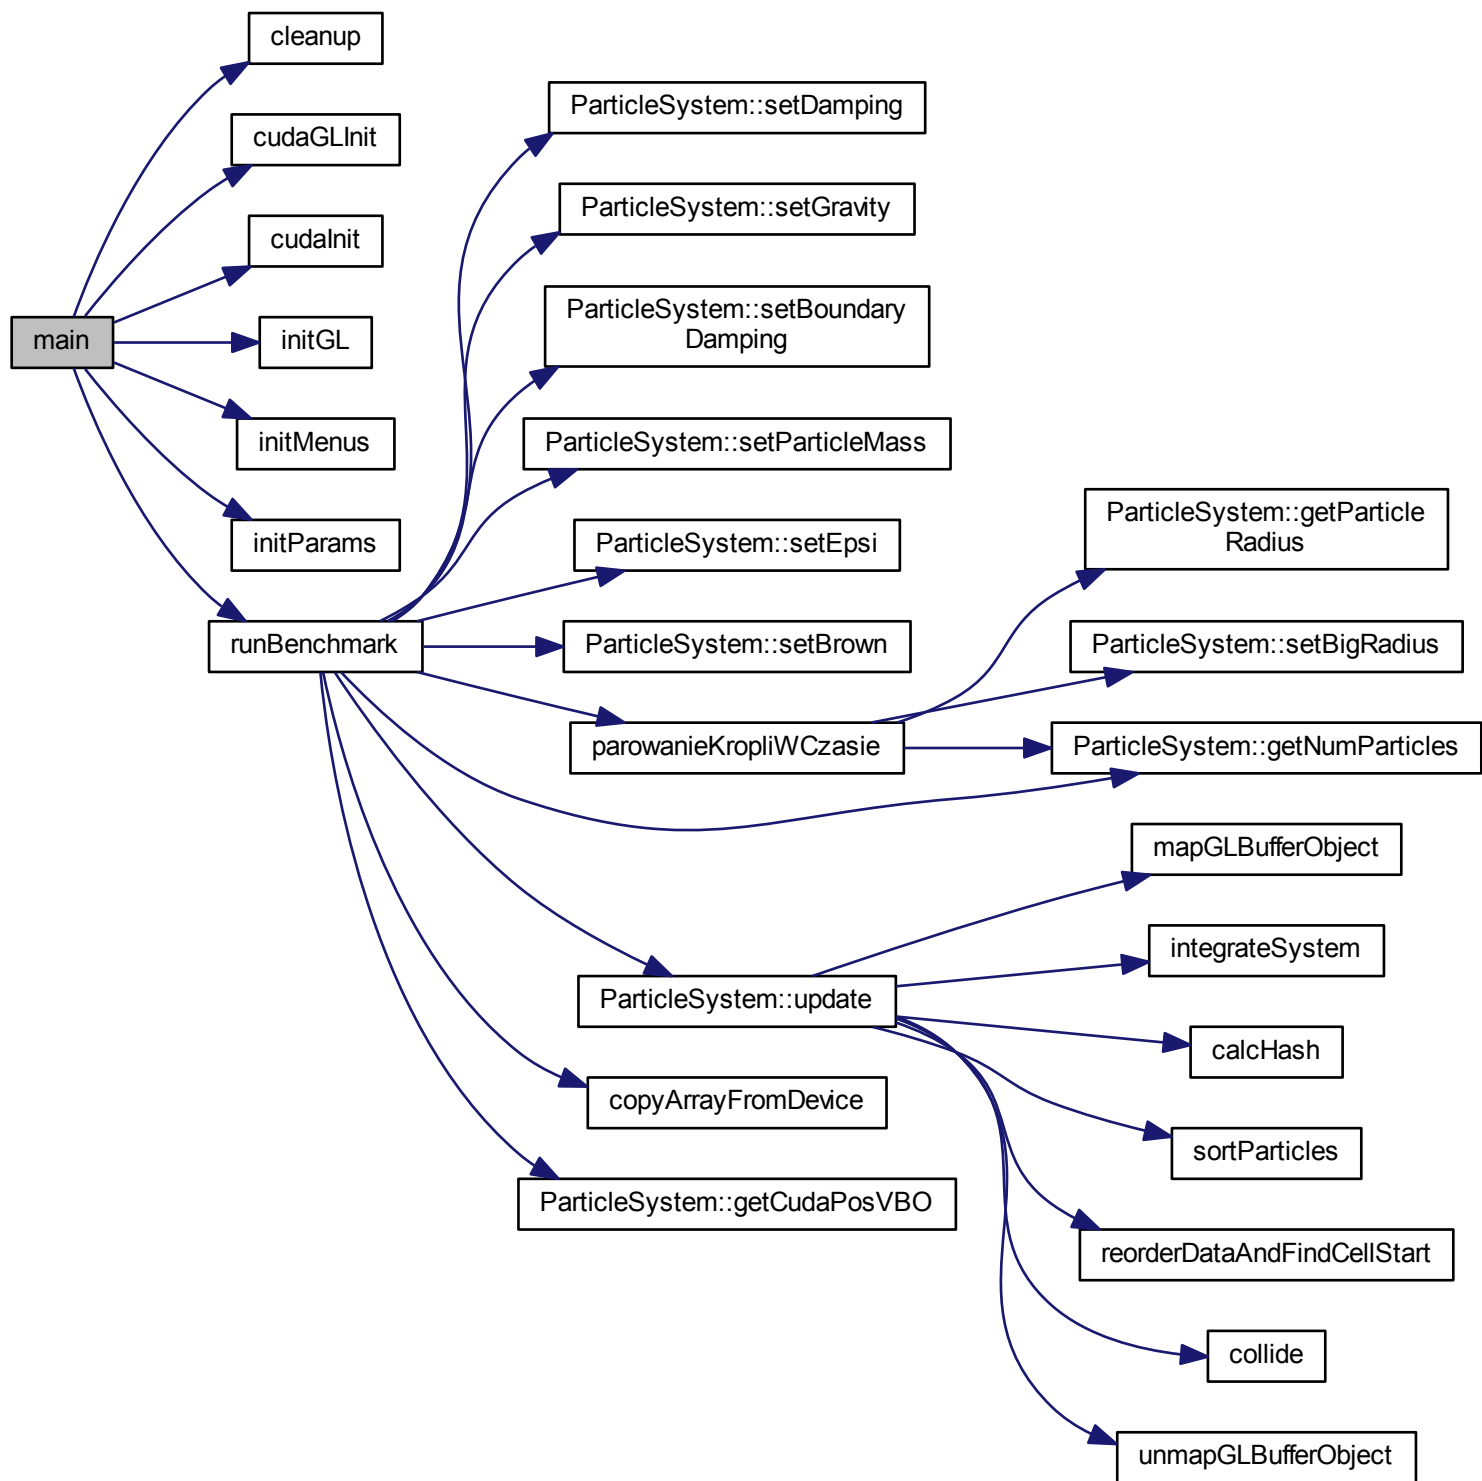 cleanup
cudaGLInit
cudaInit
main
initGL
initMenus
initParams
runBenchmark
ParticleSystem::setDamping
ParticleSystem::setGravity
ParticleSystem::setBoundary
Damping
ParticleSystem::setParticleMass
ParticleSystem::setEpsi
ParticleSystem::setBrown
parowanieKropliWCzasie
ParticleSystem::update
copyArrayFromDevice
ParticleSystem::getCudaPosVBO
ParticleSystem::getParticle
Radius
ParticleSystem::setBigRadius
ParticleSystem::getNumParticles
mapGLBufferObject
integrateSystem
calcHash
sortParticles
reorderDataAndFindCellStart
collide
unmapGLBufferObject